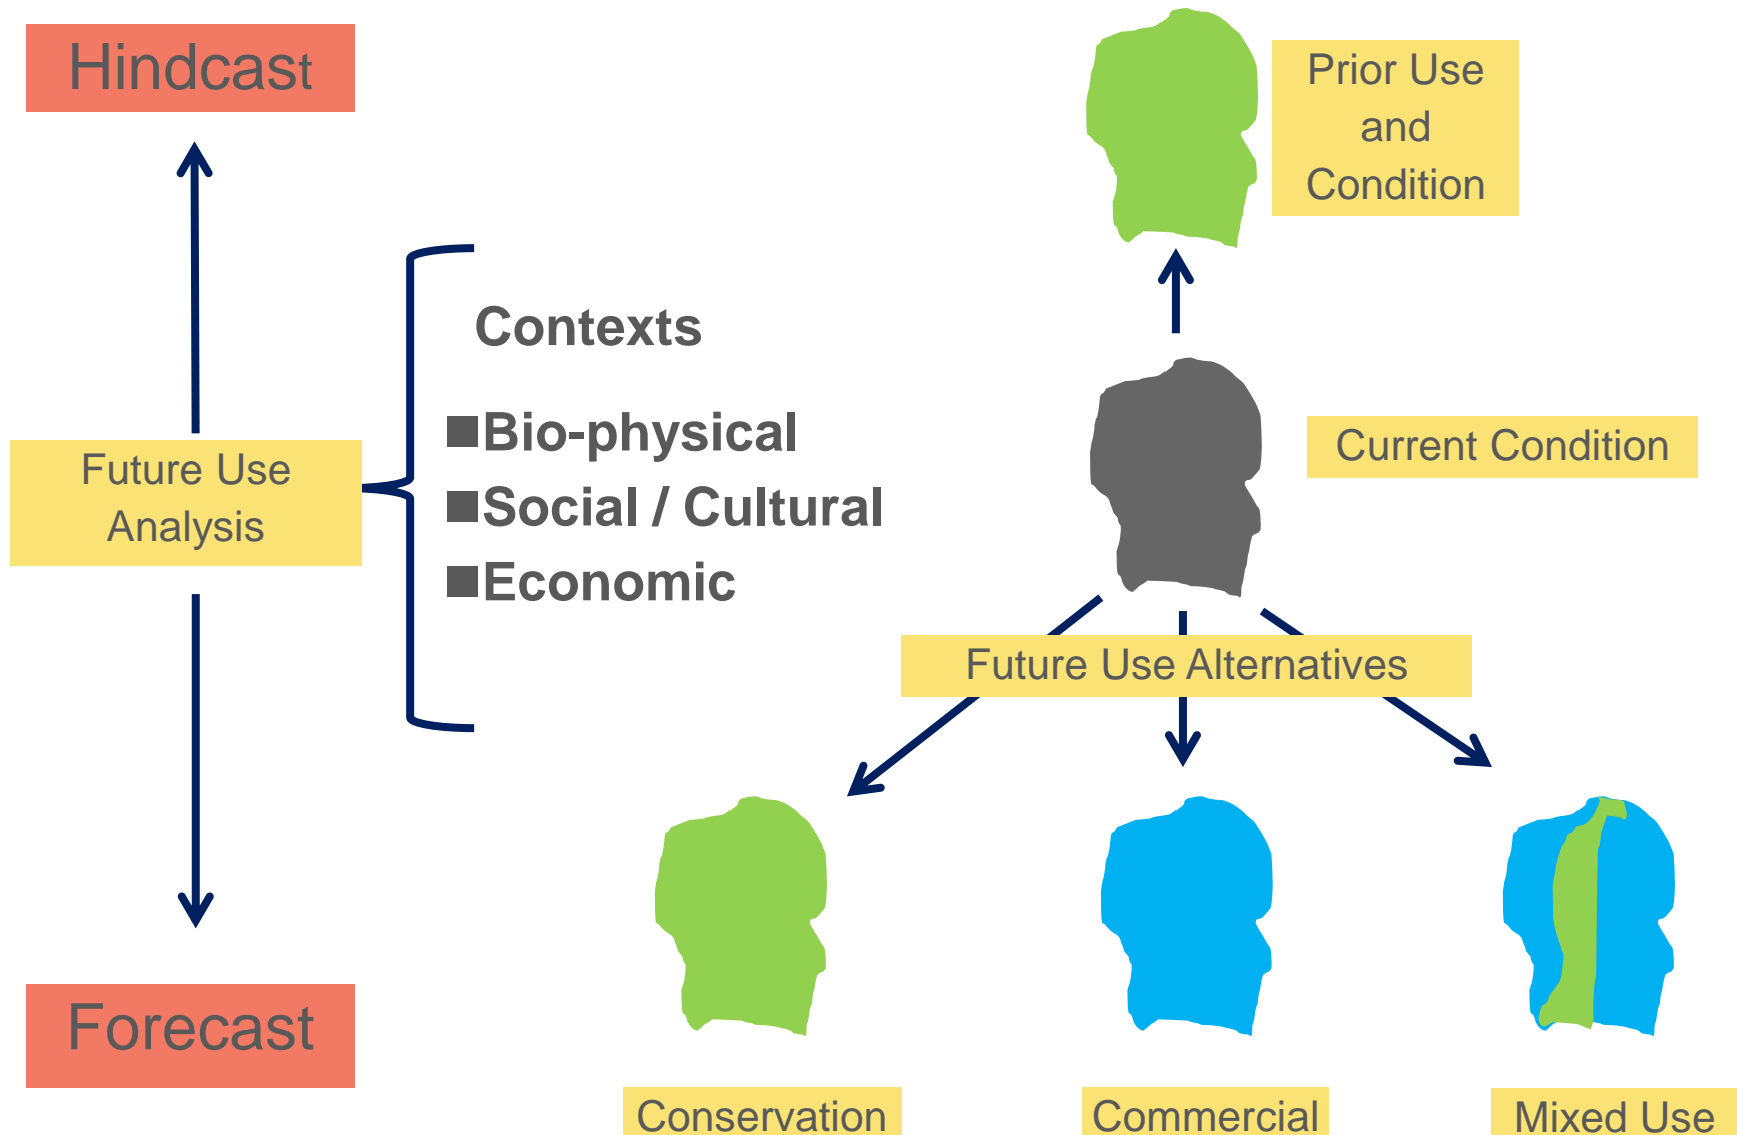 Hindcast
Prior Use
and
Condition
Contexts
Bio-physical
Social / Cultural
Economic
Future Use
Analysis
Current Condition
Future Use Alternatives
Forecast
Conservation
Commercial
Mixed Use